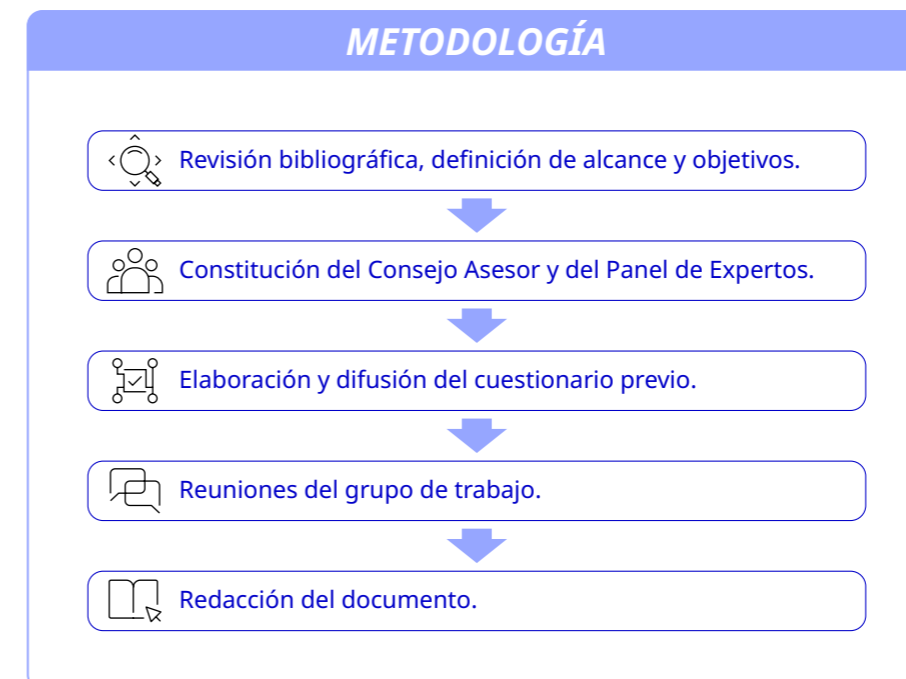 METODOLOGÍA
Revisión bibliográfica, definición de alcance y objetivos.
Constitución del Consejo Asesor y del Panel de Expertos.
Elaboración y difusión del cuestionario previo.
Reuniones del grupo de trabajo.
Redacción del documento.